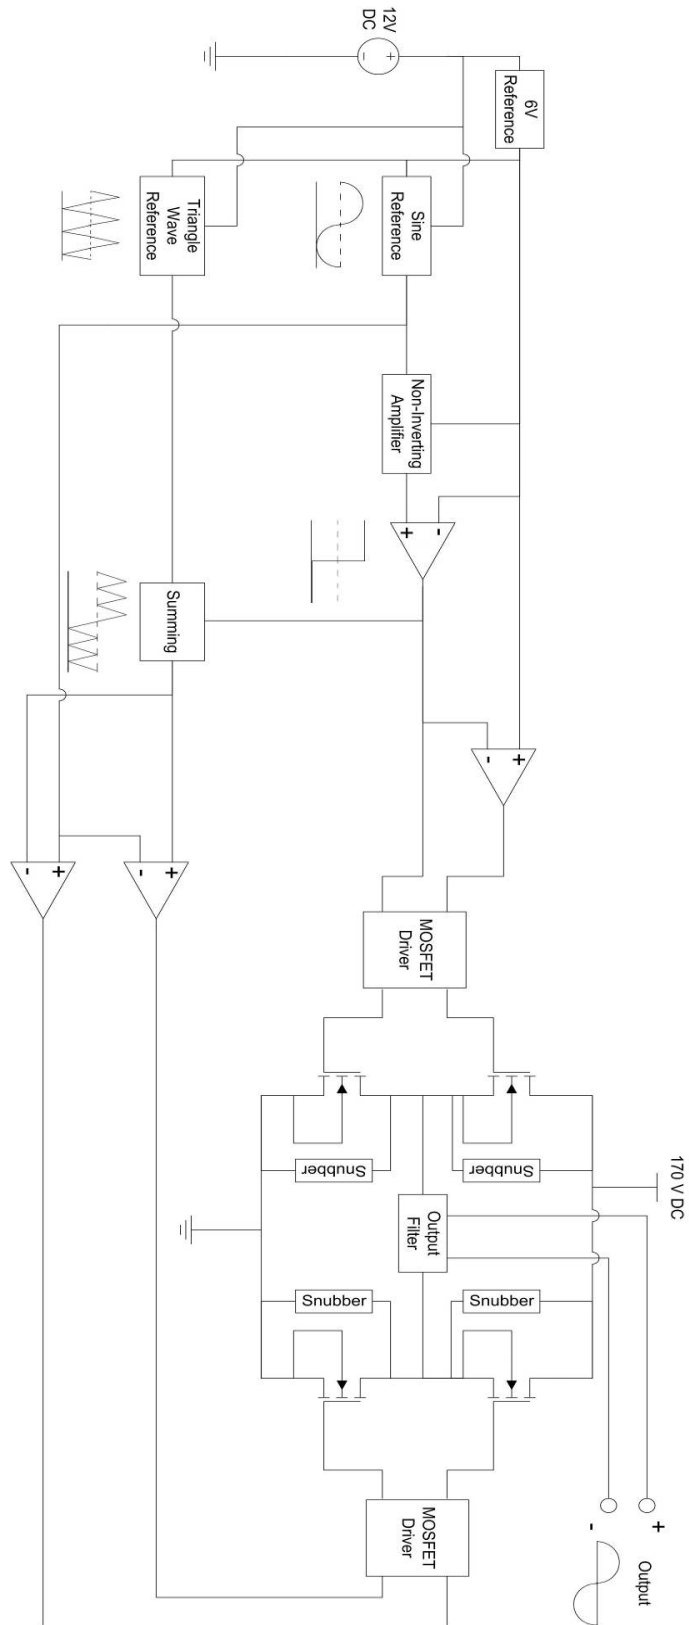 12V
DC
+
-
6V
Reference
Sine
Reference
Triangle
Wave
Reference
Non-Inverting
Amplifier
-
+
Summing
+
-
+
-
+
-
MOSFET
Driver
170 V DC
Snubber
Snubber
Output
Filter
Snubber
Snubber
MOSFET
Driver
+
-
Output